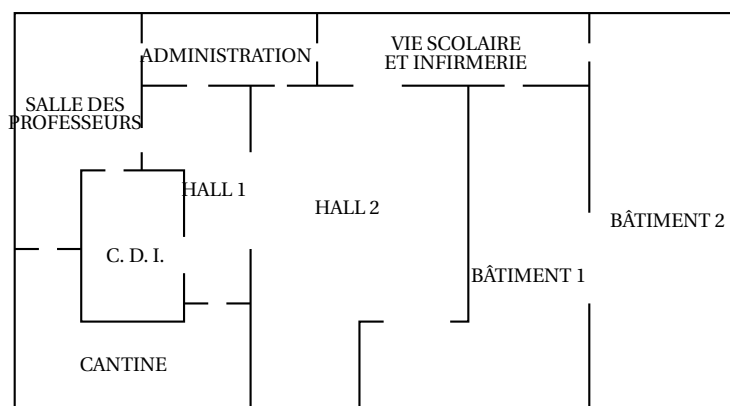 ADMINISTRATION
VIE SCOLAIRE
ET INFIRMERIE
SALLE DES
PROFESSEURS
HALL 1
HALL 2
BÂTIMENT 2
C. D. I.
BÂTIMENT 1
CANTINE